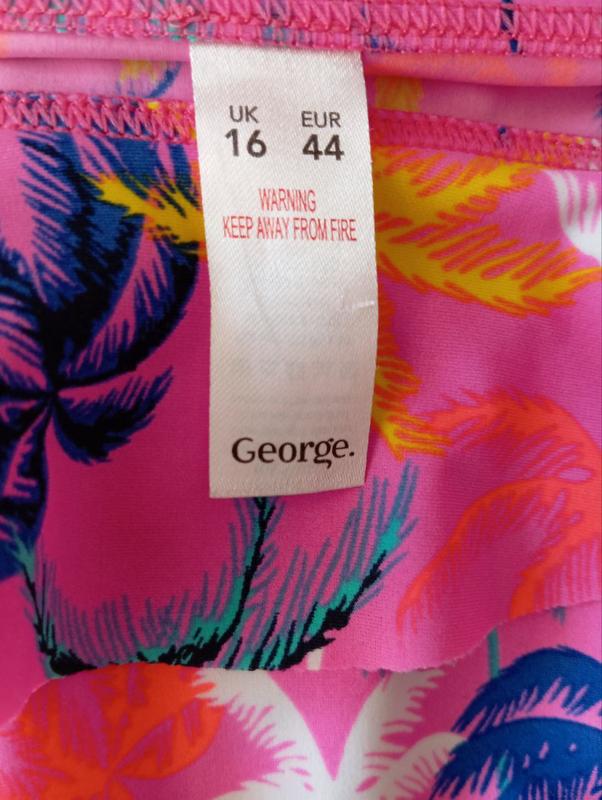 UK EUR
16 44
WARNING
KEEP AWAY FROM FIRE
George.